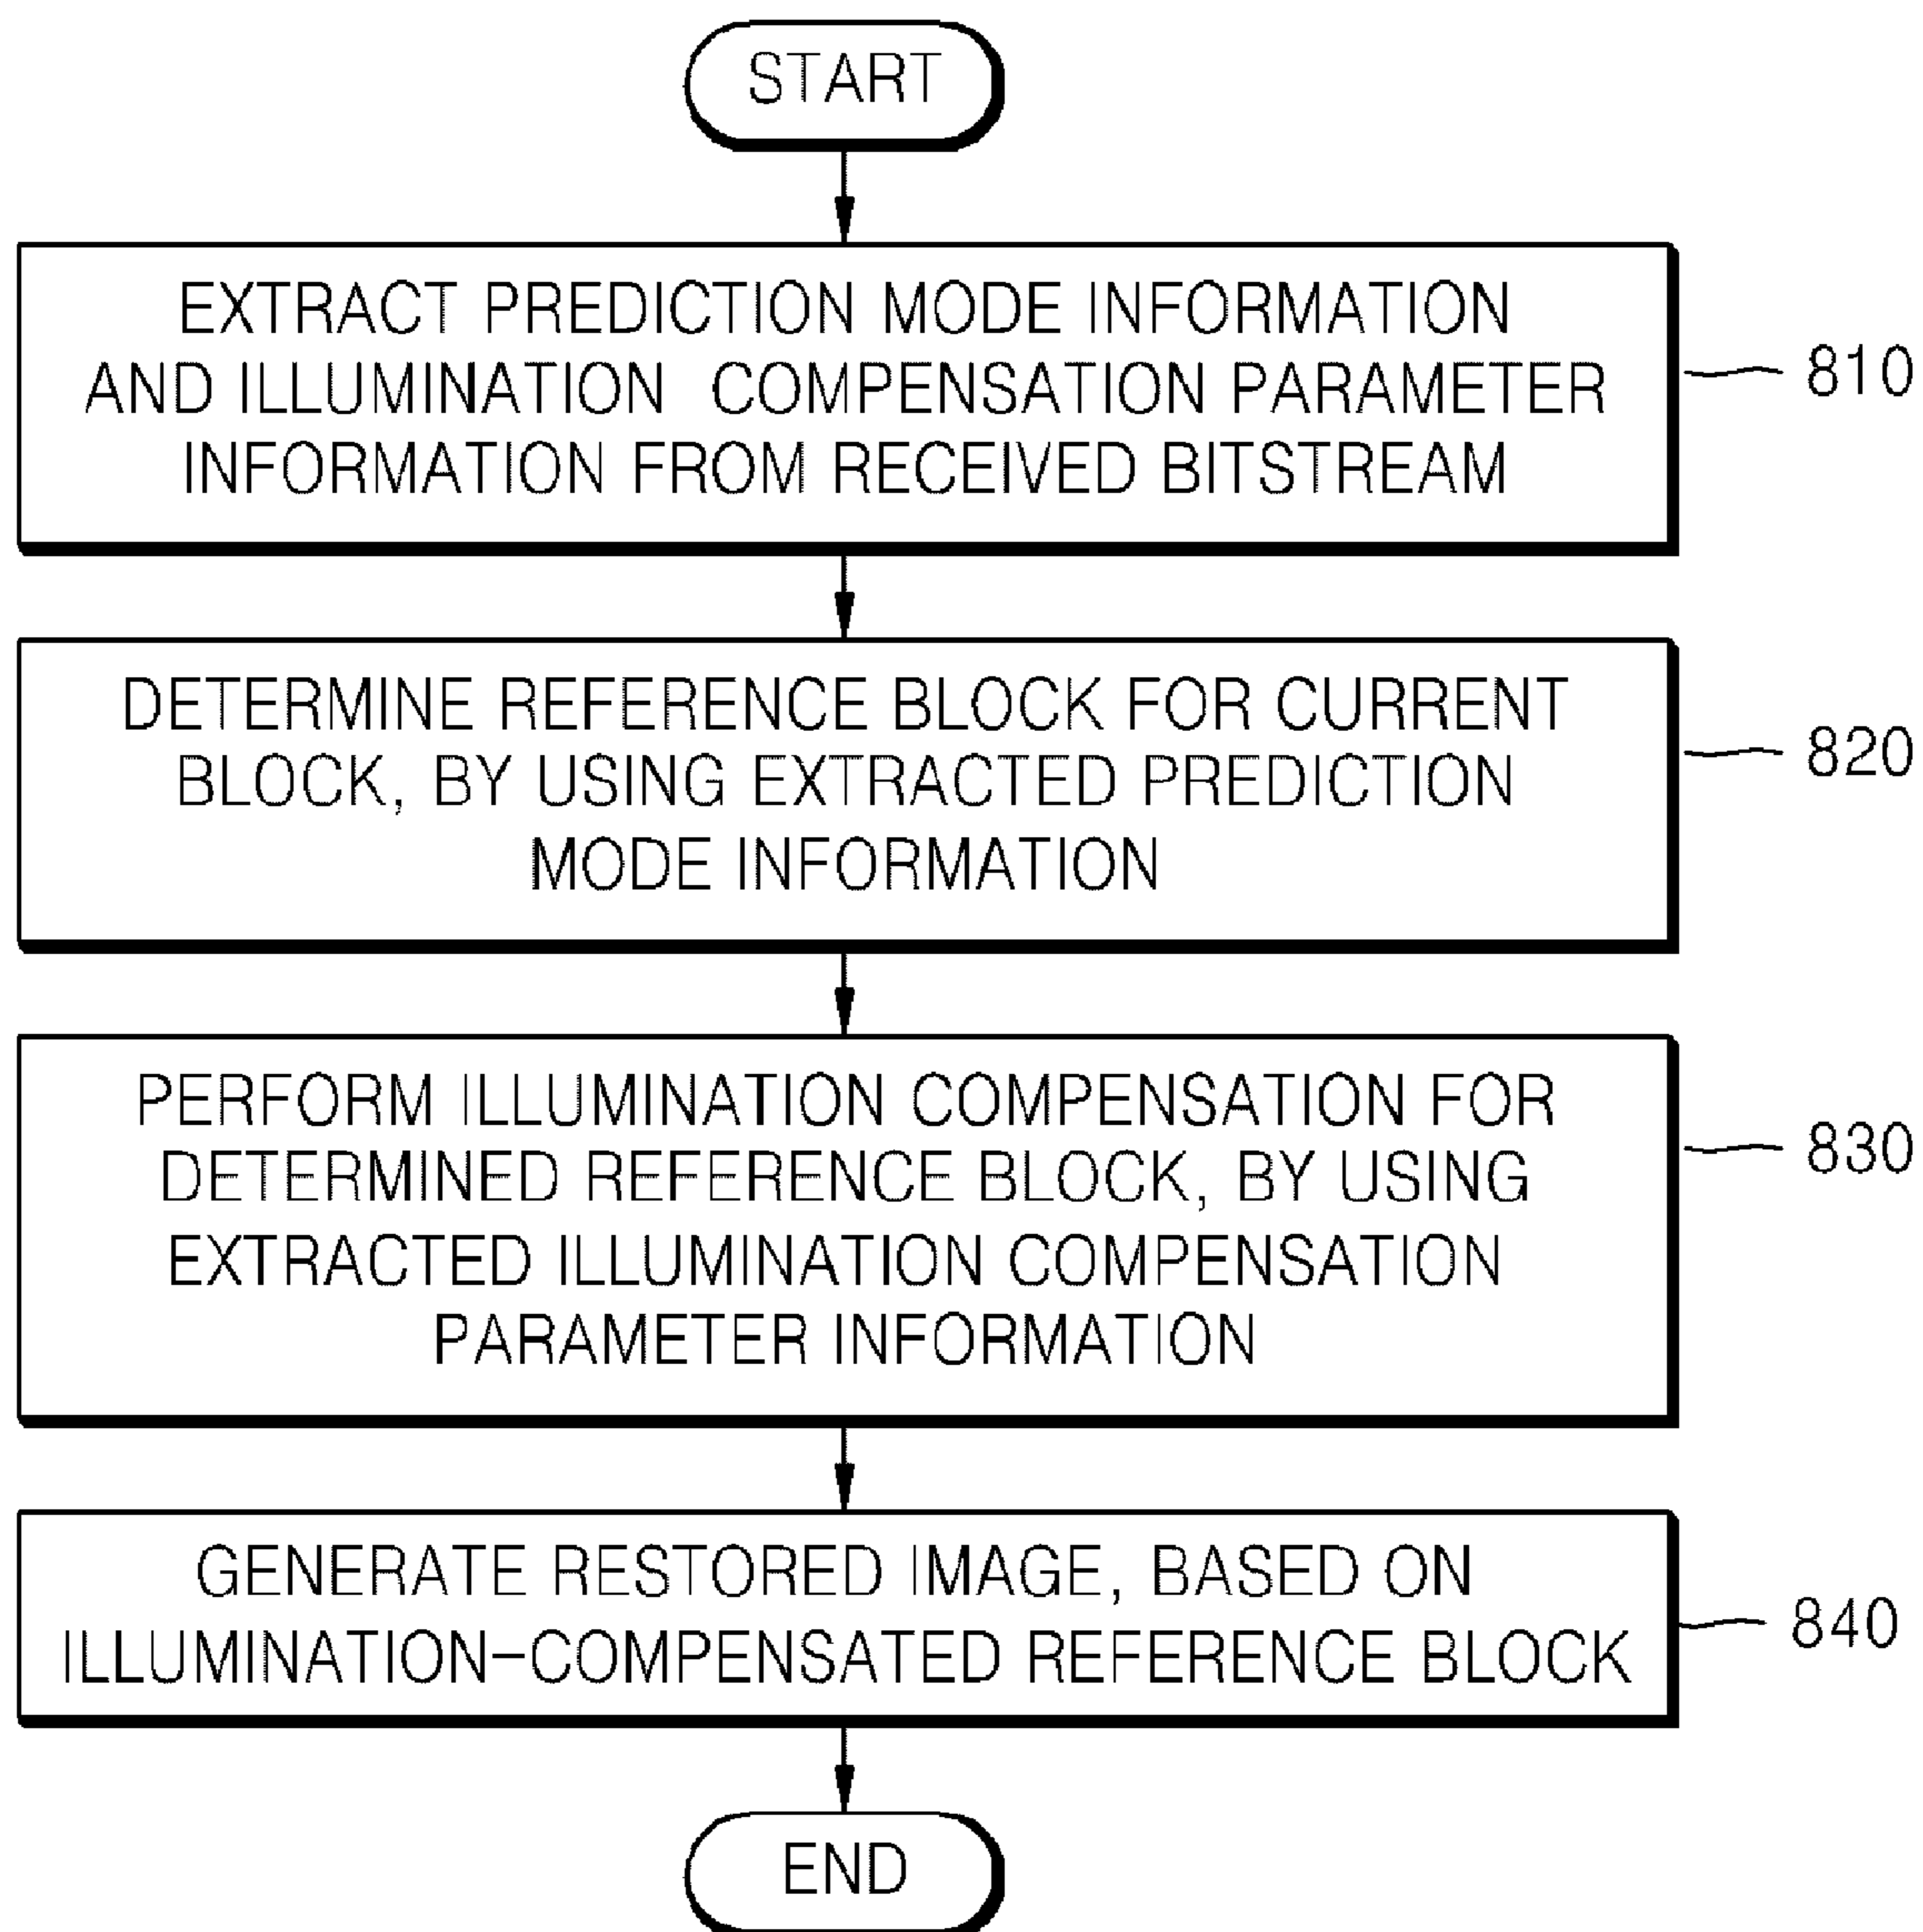 START
EXTRACT PREDICTION MODE INFORMATION
AND ILLUMINATION COMPENSATION PARAMETER
INFORMATION FROM RECEIVED BITSTREAM
810
DETERMINE REFERENCE BLOCK FOR CURRENT
BLOCK, BY USING EXTRACTED PREDICTION
MODE INFORMATION
820
PERFORM ILLUMINATION COMPENSATION FOR
DETERMINED REFERENCE BLOCK, BY USING
EXTRACTED ILLUMINATION COMPENSATION
PARAMETER INFORMATION
830
GENERATE RESTORED IMAGE, BASED ON
ILLUMINATION-COMPENSATED REFERENCE BLOCK
840
END